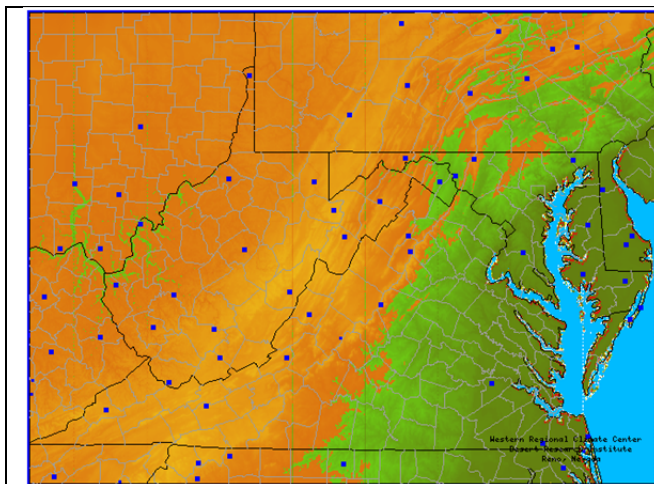 Western Regional Climate Center
Desert Research Institute
Reno, Nevada